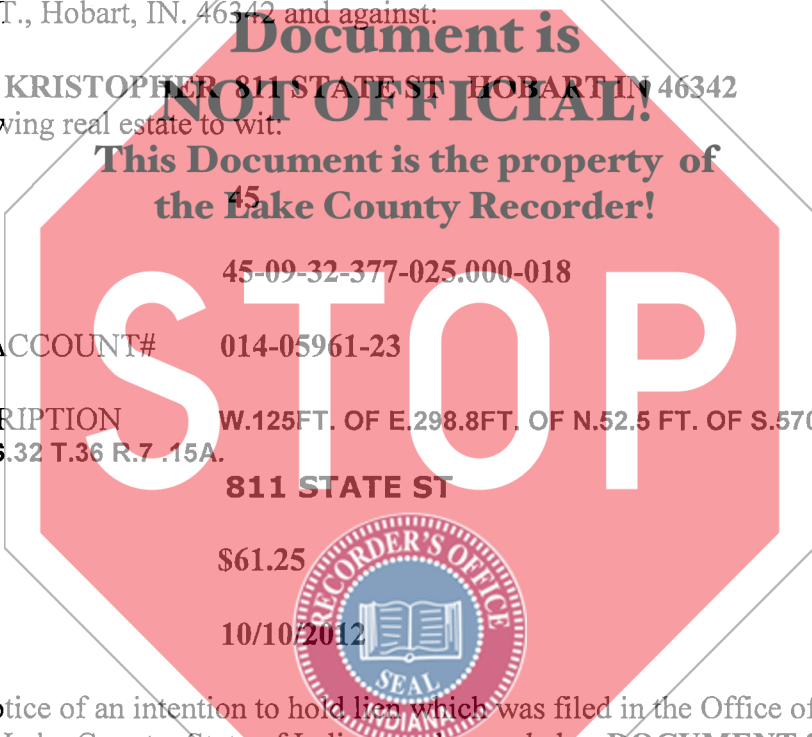 T., Hobart, IN. 46342 and against:
Document is
KRISTOPHER 811 STATE ST HOBART IN 46342
NOT OFFICIAL!
wing real estate to wit:
This Document is the property of
45
the Lake County Recorder!
45-09-32-377-025.000-018
STOP
ACCOUNT# 014-05961-23
RIPTION W.125FT. OF E.298.8FT. OF N.52.5 FT. OF S.570
S.32 T.36 R.7 .15A.
811 STATE ST
$61.25
RECORDER'S OFFICE
10/10/2012
SEAL
INDIANA
otice of an intention to hold lien which was filed in the Office of